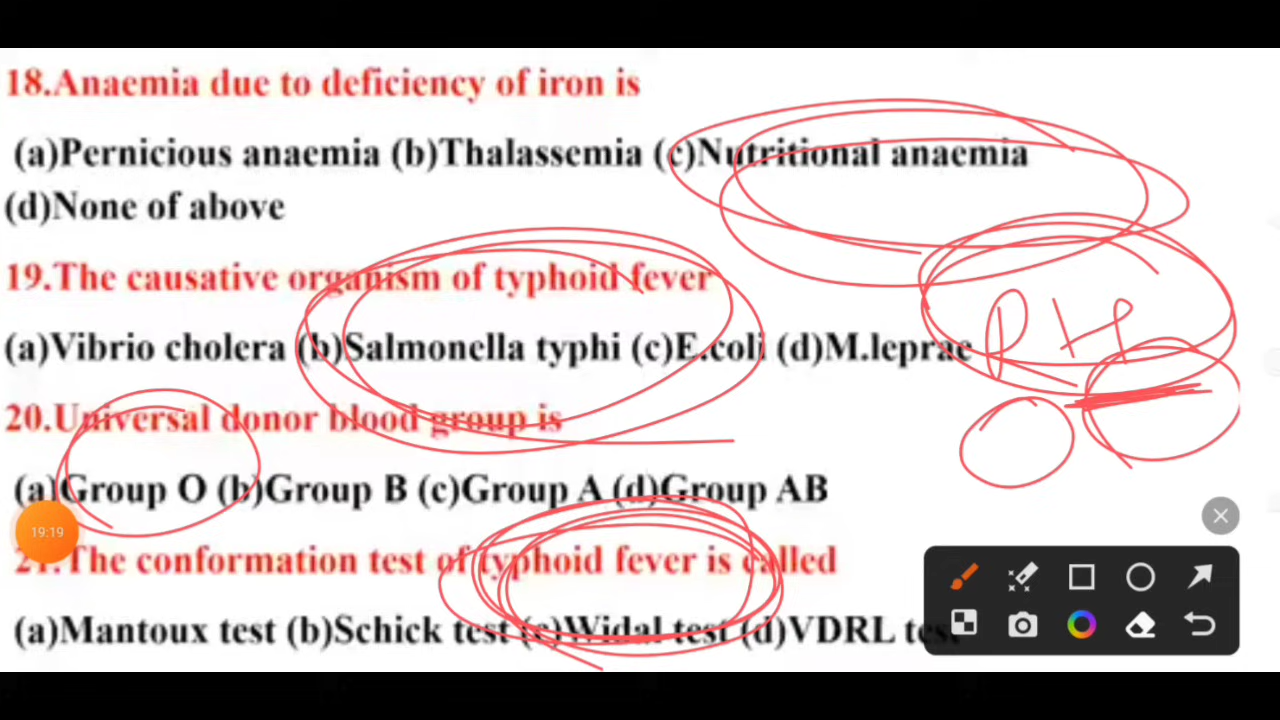 18.Anaemia due to deficiency of iron is
(a)Pernicious anaemia (b)Thalassemia (c)Nutritional anaemia
(d)None of above
19.The causative organism of typhoid fever
(a)Vibrio cholera (b)Salmonella typhi (c)E.coli (d)M.leprae
20.Universal donor blood group is
(a)Group O (b)Group B (c)Group A (d)Group AB
19:19
21.The conformation test of typhoid fever is called
(a)Mantoux test (b)Schick test (c)Widal test (d)VDRL test